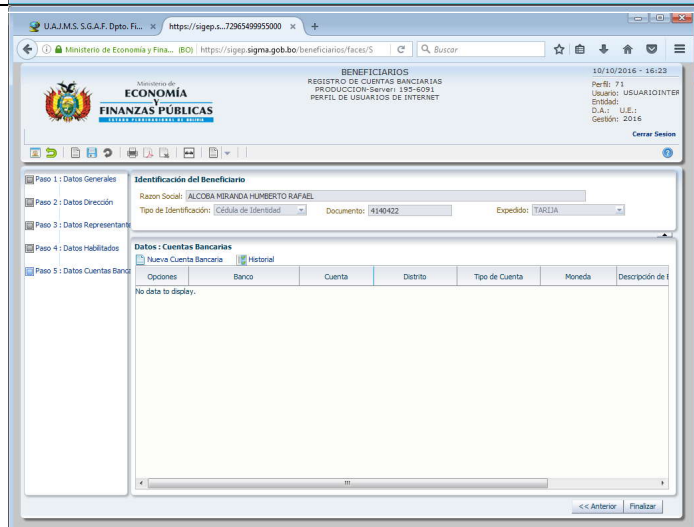 U.A.J.M.S. S.G.A.F. Dpto. Fi... × https://sigep.s...72965499955000 × +
Ministerio de Economía y Fina... (BO) https://sigep.sigma.gob.bo/beneficiarios/faces/S Buscar
Ministerio de
ECONOMÍA
Y
FINANZAS PÚBLICAS
ESTADO PLURINACIONAL DE BOLIVIA
BENEFICIARIOS
REGISTRO DE CUENTAS BANCIARIAS
PRODUCCION-Server: 195-6091
PERFIL DE USUARIOS DE INTERNET
10/10/2016 - 16:23
Perfil: 71
Usuario: USUARIOINTER
Entidad:
D.A.: U.E.:
Gestión: 2016
Cerrar Sesion
Paso 1 : Datos Generales
Paso 2 : Datos Dirección
Paso 3 : Datos Representante
Paso 4 : Datos Habilitados
Paso 5 : Datos Cuentas Banca
Identificación del Beneficiario
Razon Social: ALCOBA MIRANDA HUMBERTO RAFAEL
Tipo de Identificación: Cédula de Identidad Documento: 4140422 Expedido: TARIJA
Datos : Cuentas Bancarias
Nueva Cuenta Bancaria Historial
Opciones Banco Cuenta Distrito Tipo de Cuenta Moneda Descripción de E
No data to display.
<< Anterior Finalizar